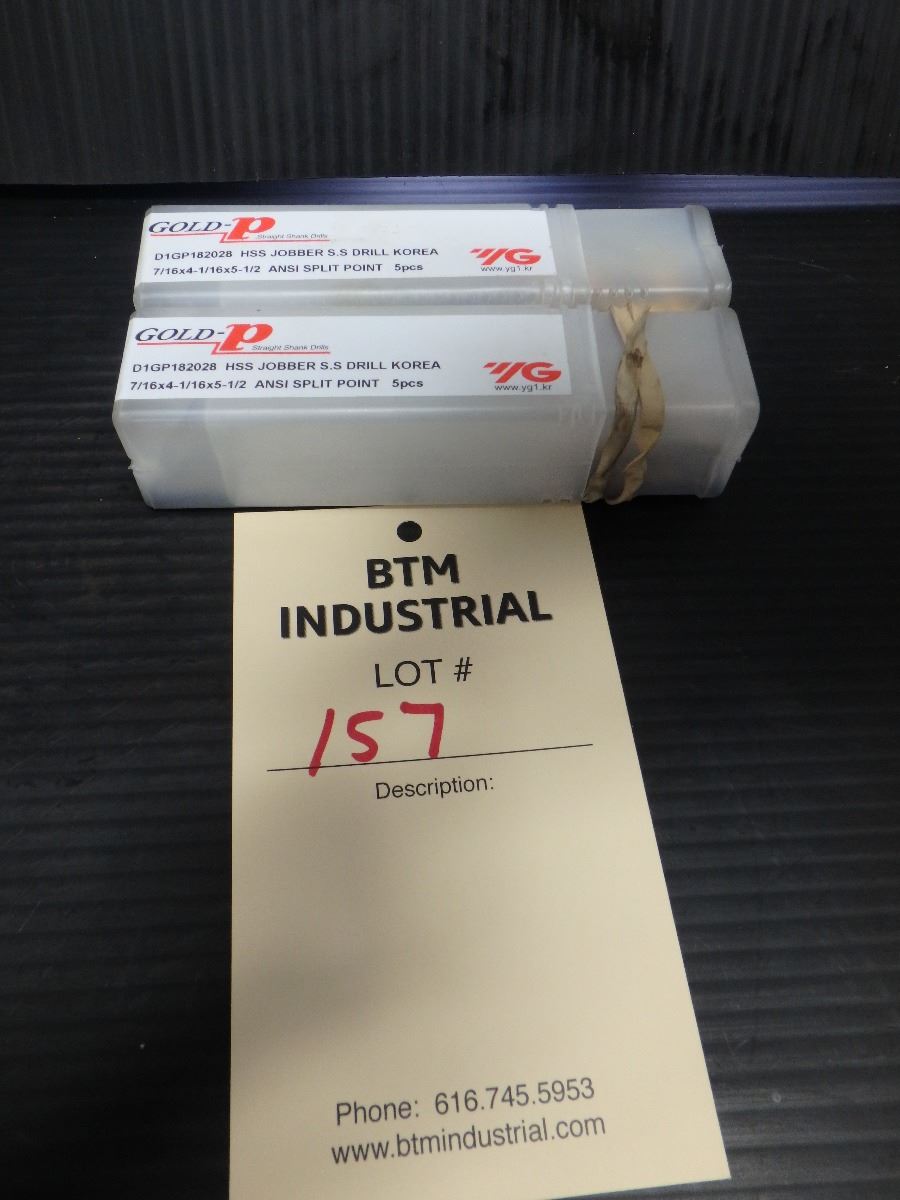 GOLD-P
Straight Shank Drills
D1GP182028 HSS JOBBER S.S DRILL KOREA
7/16x4-1/16x5-1/2 ANSI SPLIT POINT 5pcs
YG
www.yg1.kr
GOLD-P
Straight Shank Drills
D1GP182028 HSS JOBBER S.S DRILL KOREA
7/16x4-1/16x5-1/2 ANSI SPLIT POINT 5pcs
YG
www.yg1.kr
BTM
INDUSTRIAL
LOT #
157
Description:
Phone: 616.745.5953
www.btmindustrial.com